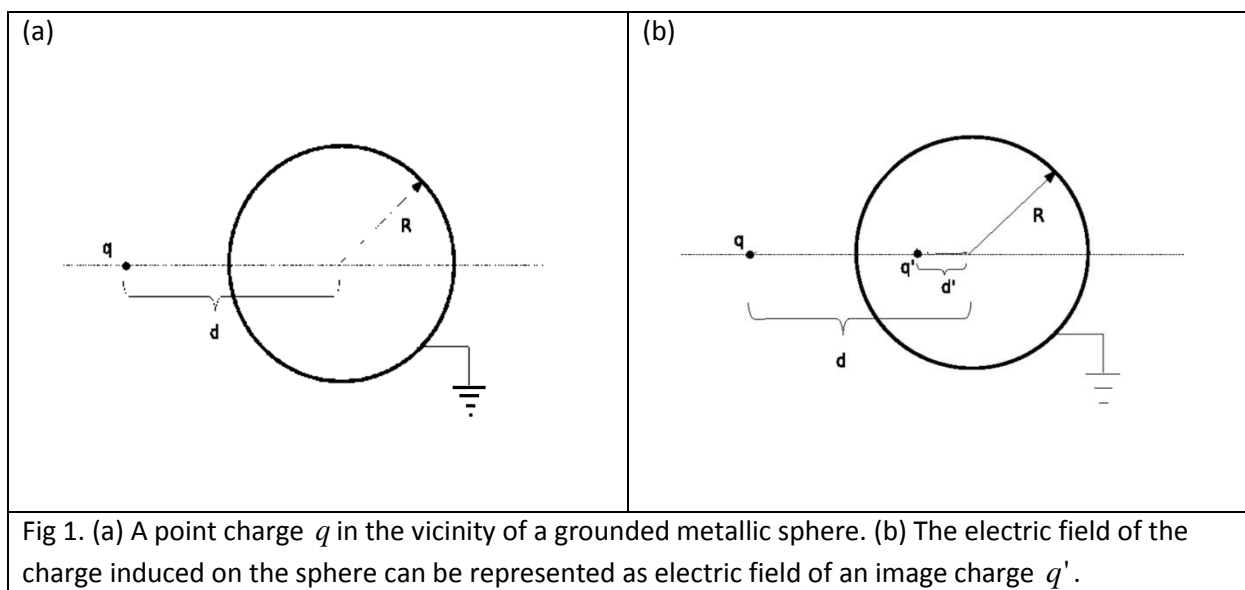 (a)
(b)
R
q
d
R
q
q'
d'
d
Fig 1. (a) A point charge q in the vicinity of a grounded metallic sphere. (b) The electric field of the
charge induced on the sphere can be represented as electric field of an image charge q'.